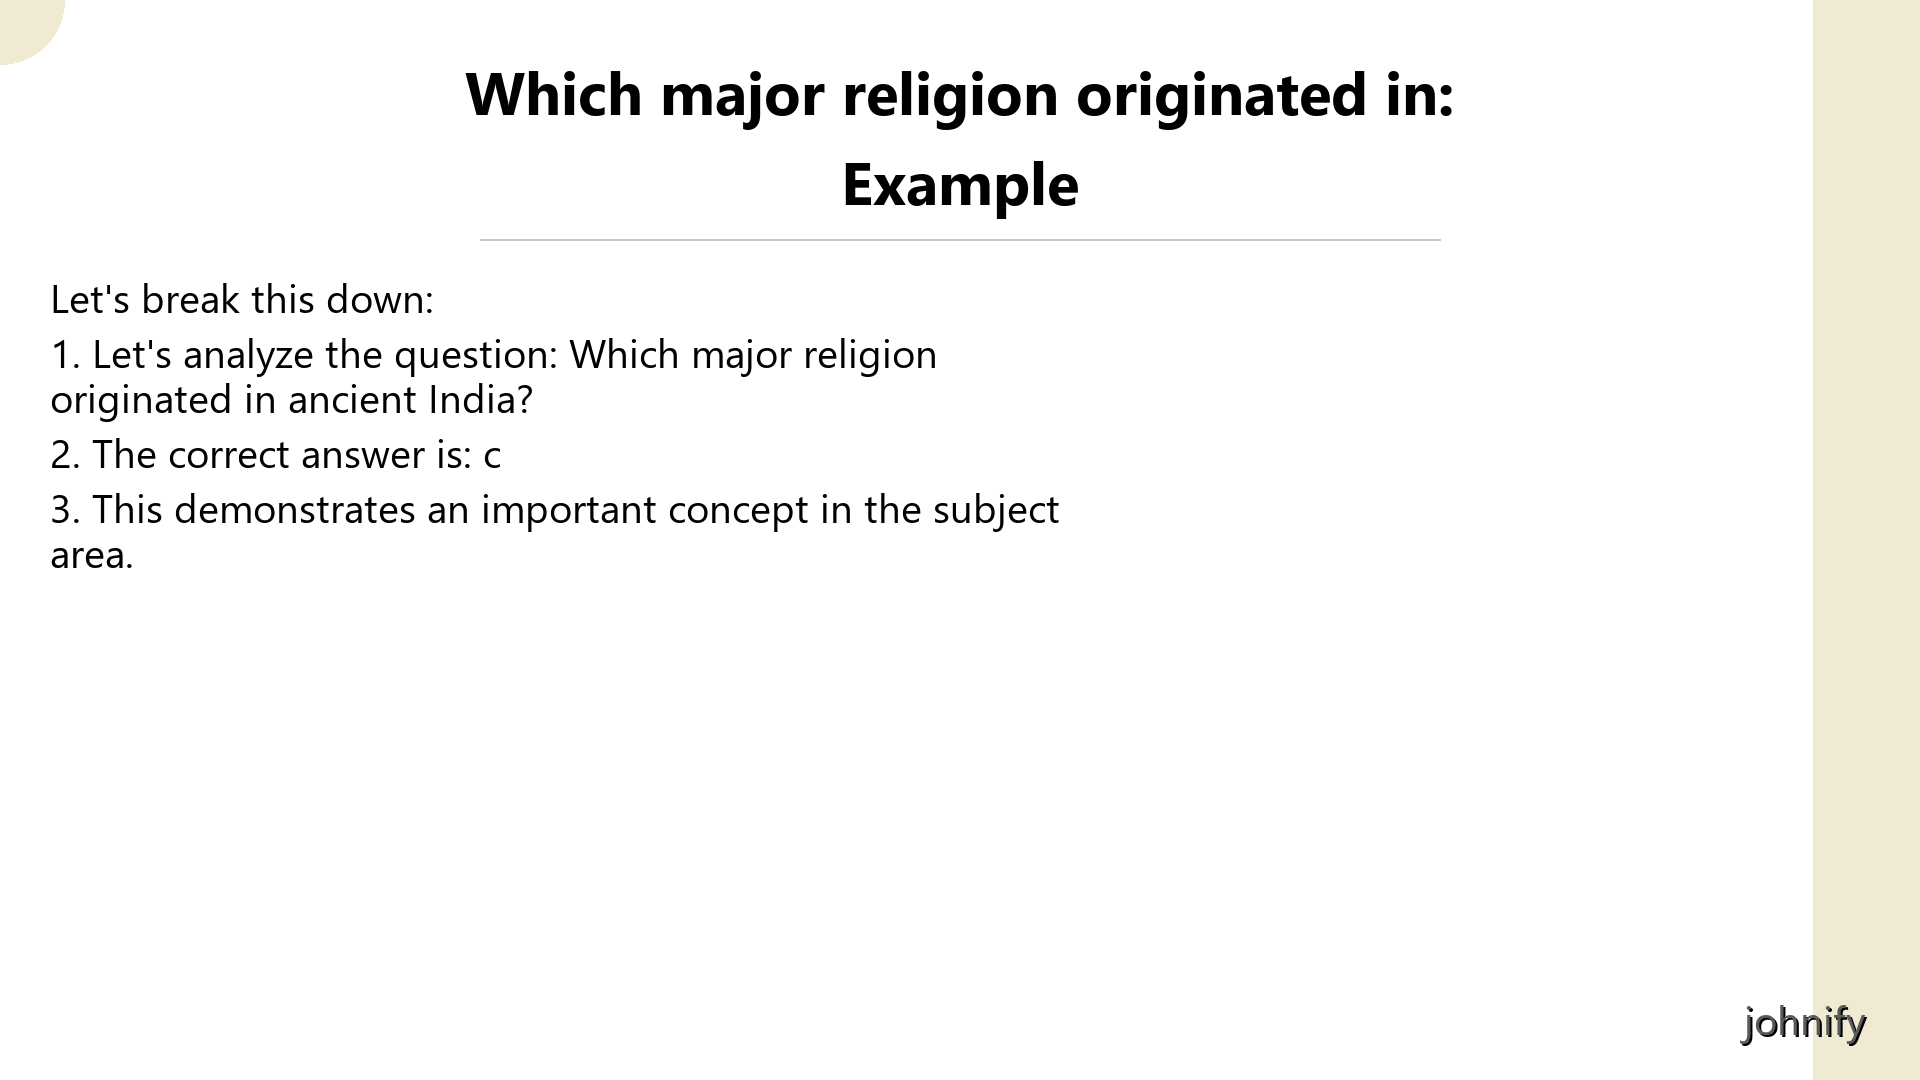 Which major religion originated in:
Example
Let's break this down:
1. Let's analyze the question: Which major religion
originated in ancient India?
2. The correct answer is: c
3. This demonstrates an important concept in the subject
area.
johnify